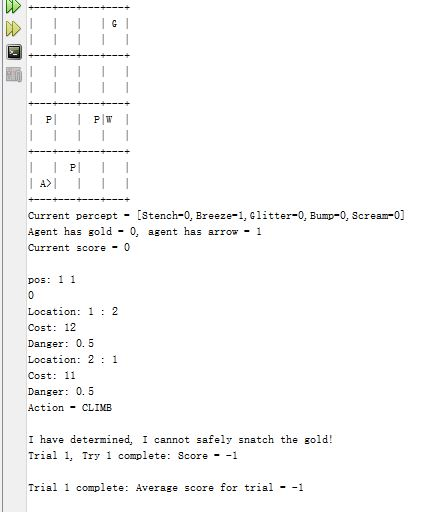 +---+---+---+---+
|   |   |   | G |
|   |   |   |   |
+---+---+---+---+
|   |   |   |   |
|   |   |   |   |
+---+---+---+---+
|  P|   |  P|W  |
|   |   |   |   |
+---+---+---+---+
|   |  P|   |   |
| A>|   |   |   |
+---+---+---+---+
Current percept = [Stench=0,Breeze=1,Glitter=0,Bump=0,Scream=0]
Agent has gold = 0, agent has arrow = 1
Current score = 0
pos: 1 1
0
Location: 1 : 2
Cost: 12
Danger: 0.5
Location: 2 : 1
Cost: 11
Danger: 0.5
Action = CLIMB
I have determined, I cannot safely snatch the gold!
Trial 1, Try 1 complete: Score = -1
Trial 1 complete: Average score for trial = -1